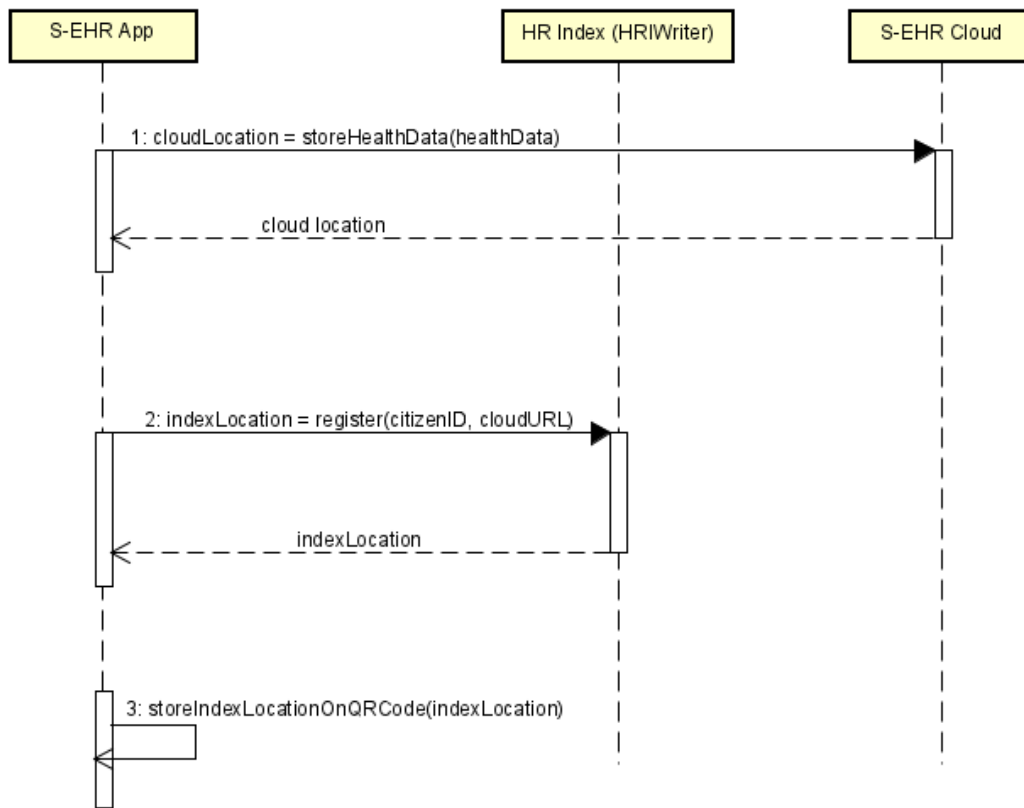 S-EHR App
HR Index (HRIWriter)
S-EHR Cloud
1: cloudLocation = storeHealthData(healthData)
cloud location
2: indexLocation = register(citizenID, cloudURL)
indexLocation
3: storeIndexLocationOnQRCode(indexLocation)